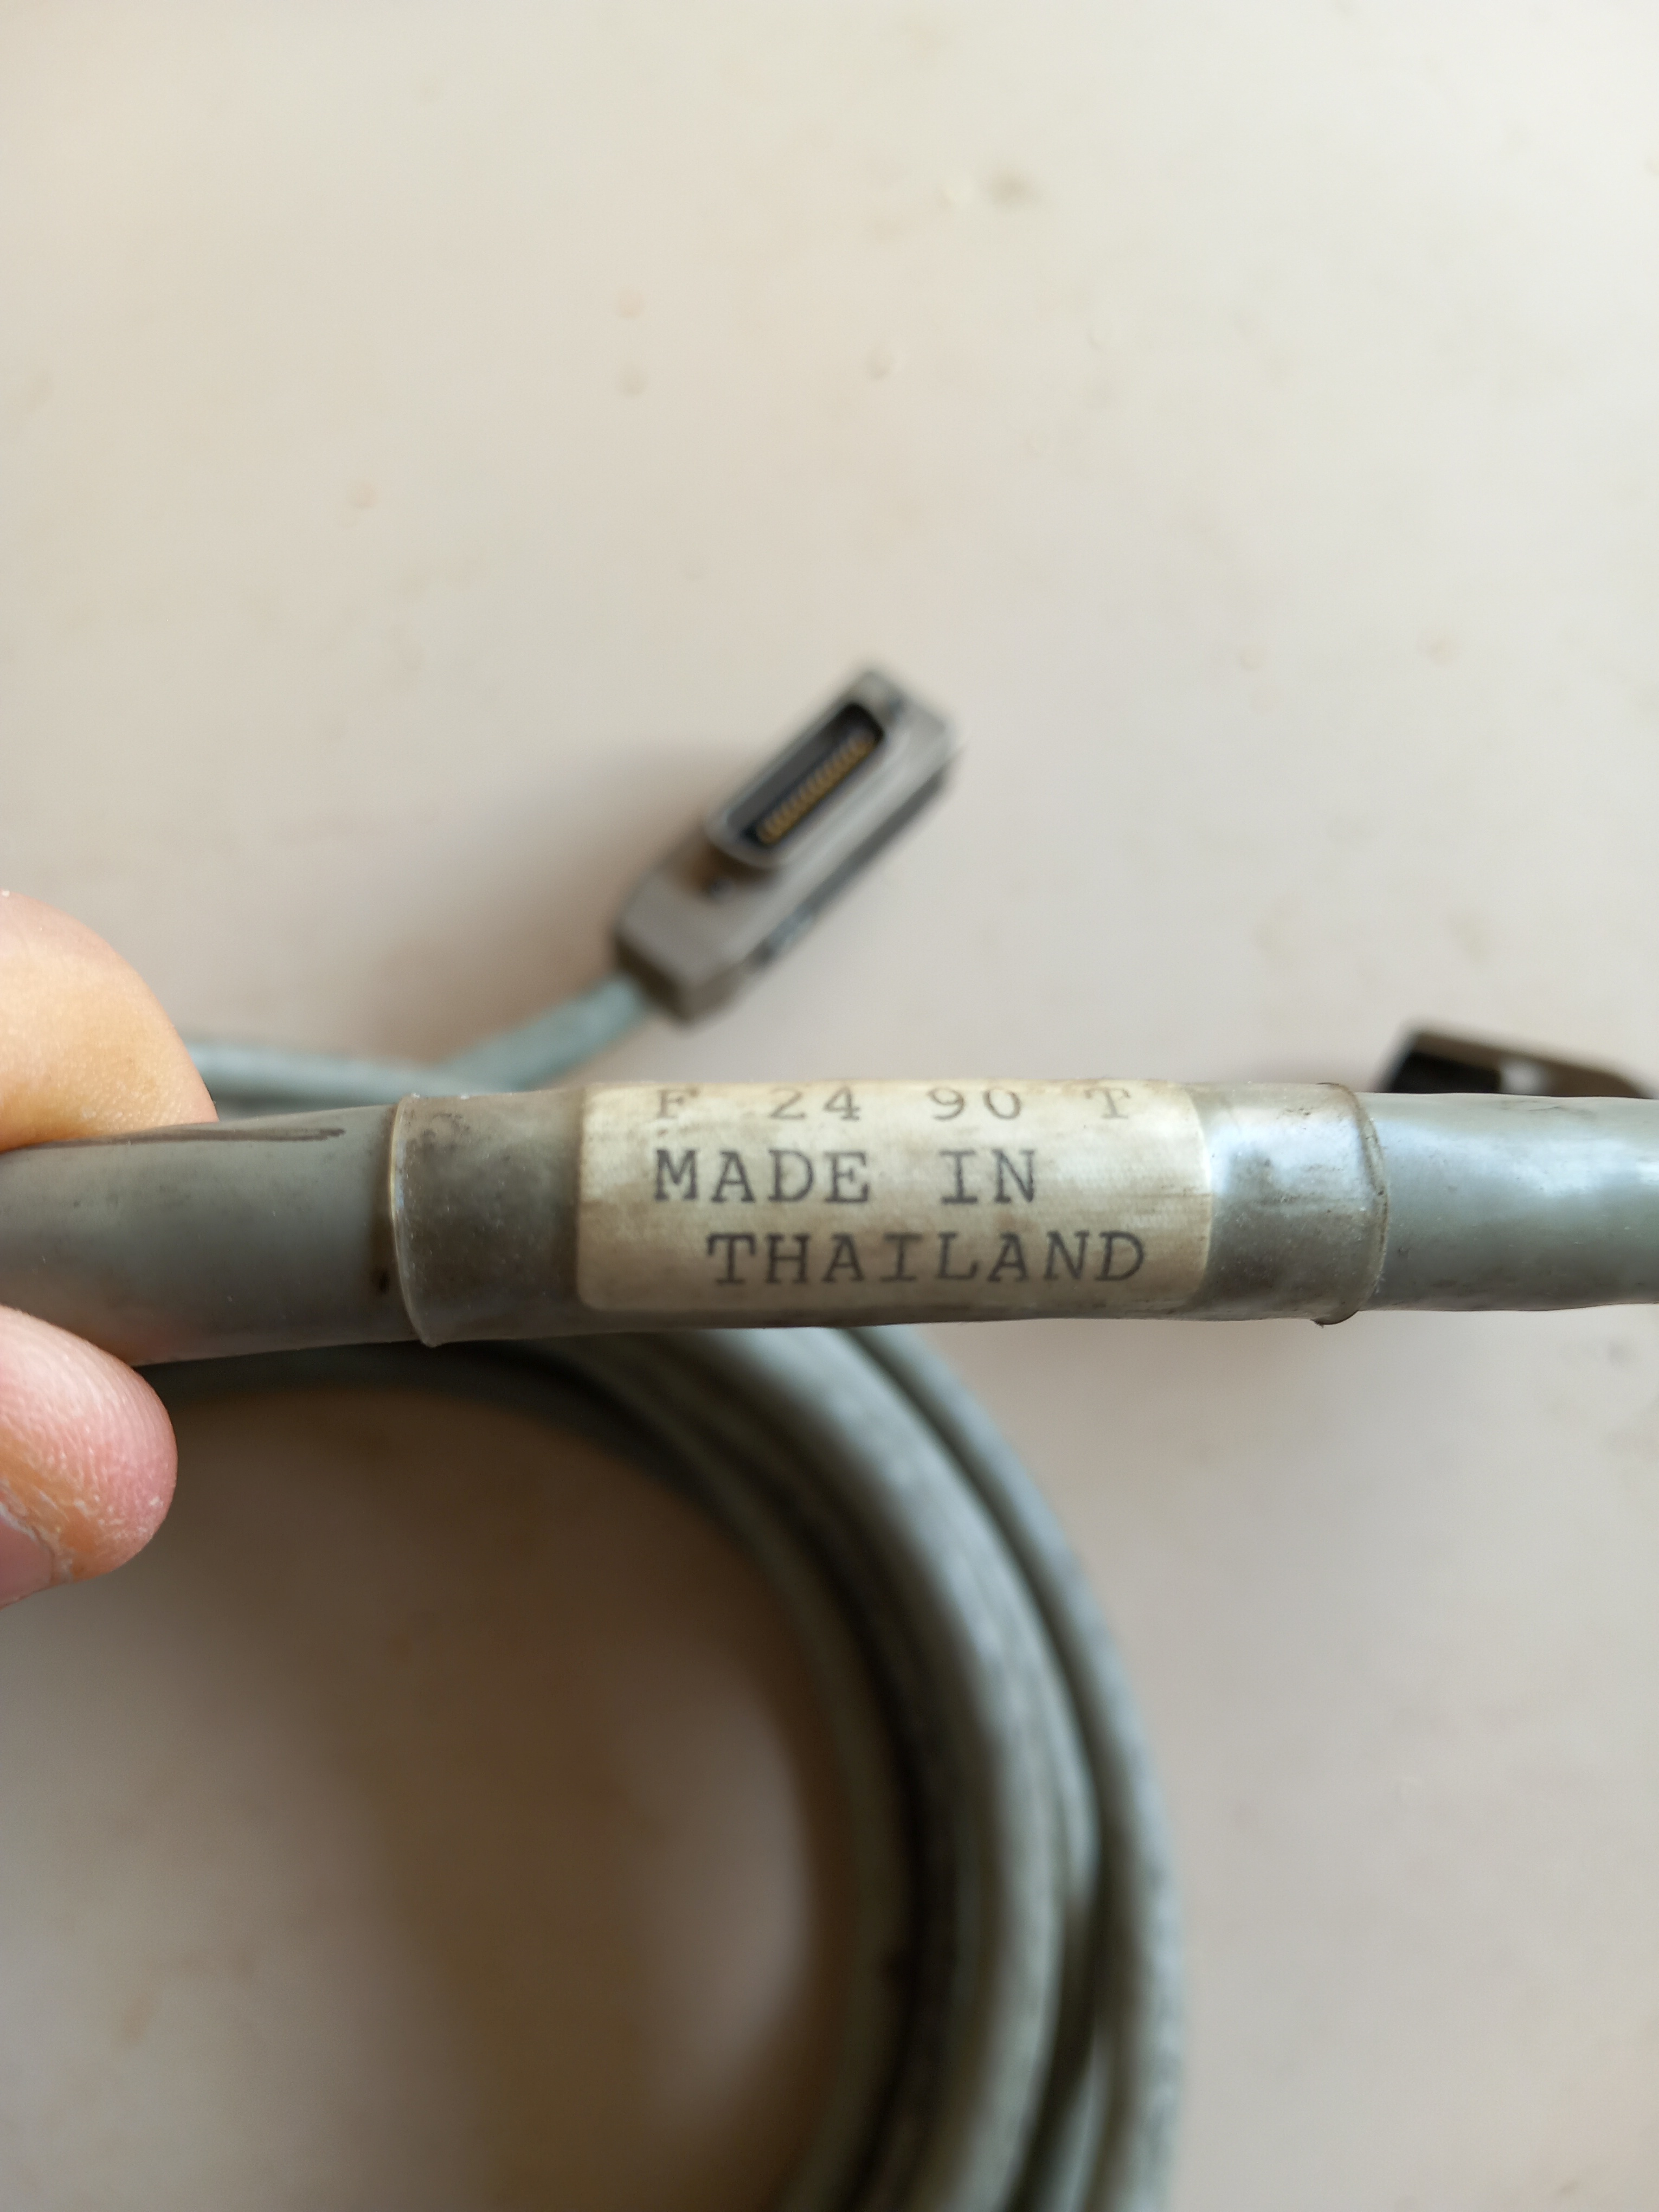 F 24 90 T
MADE IN
THAILAND